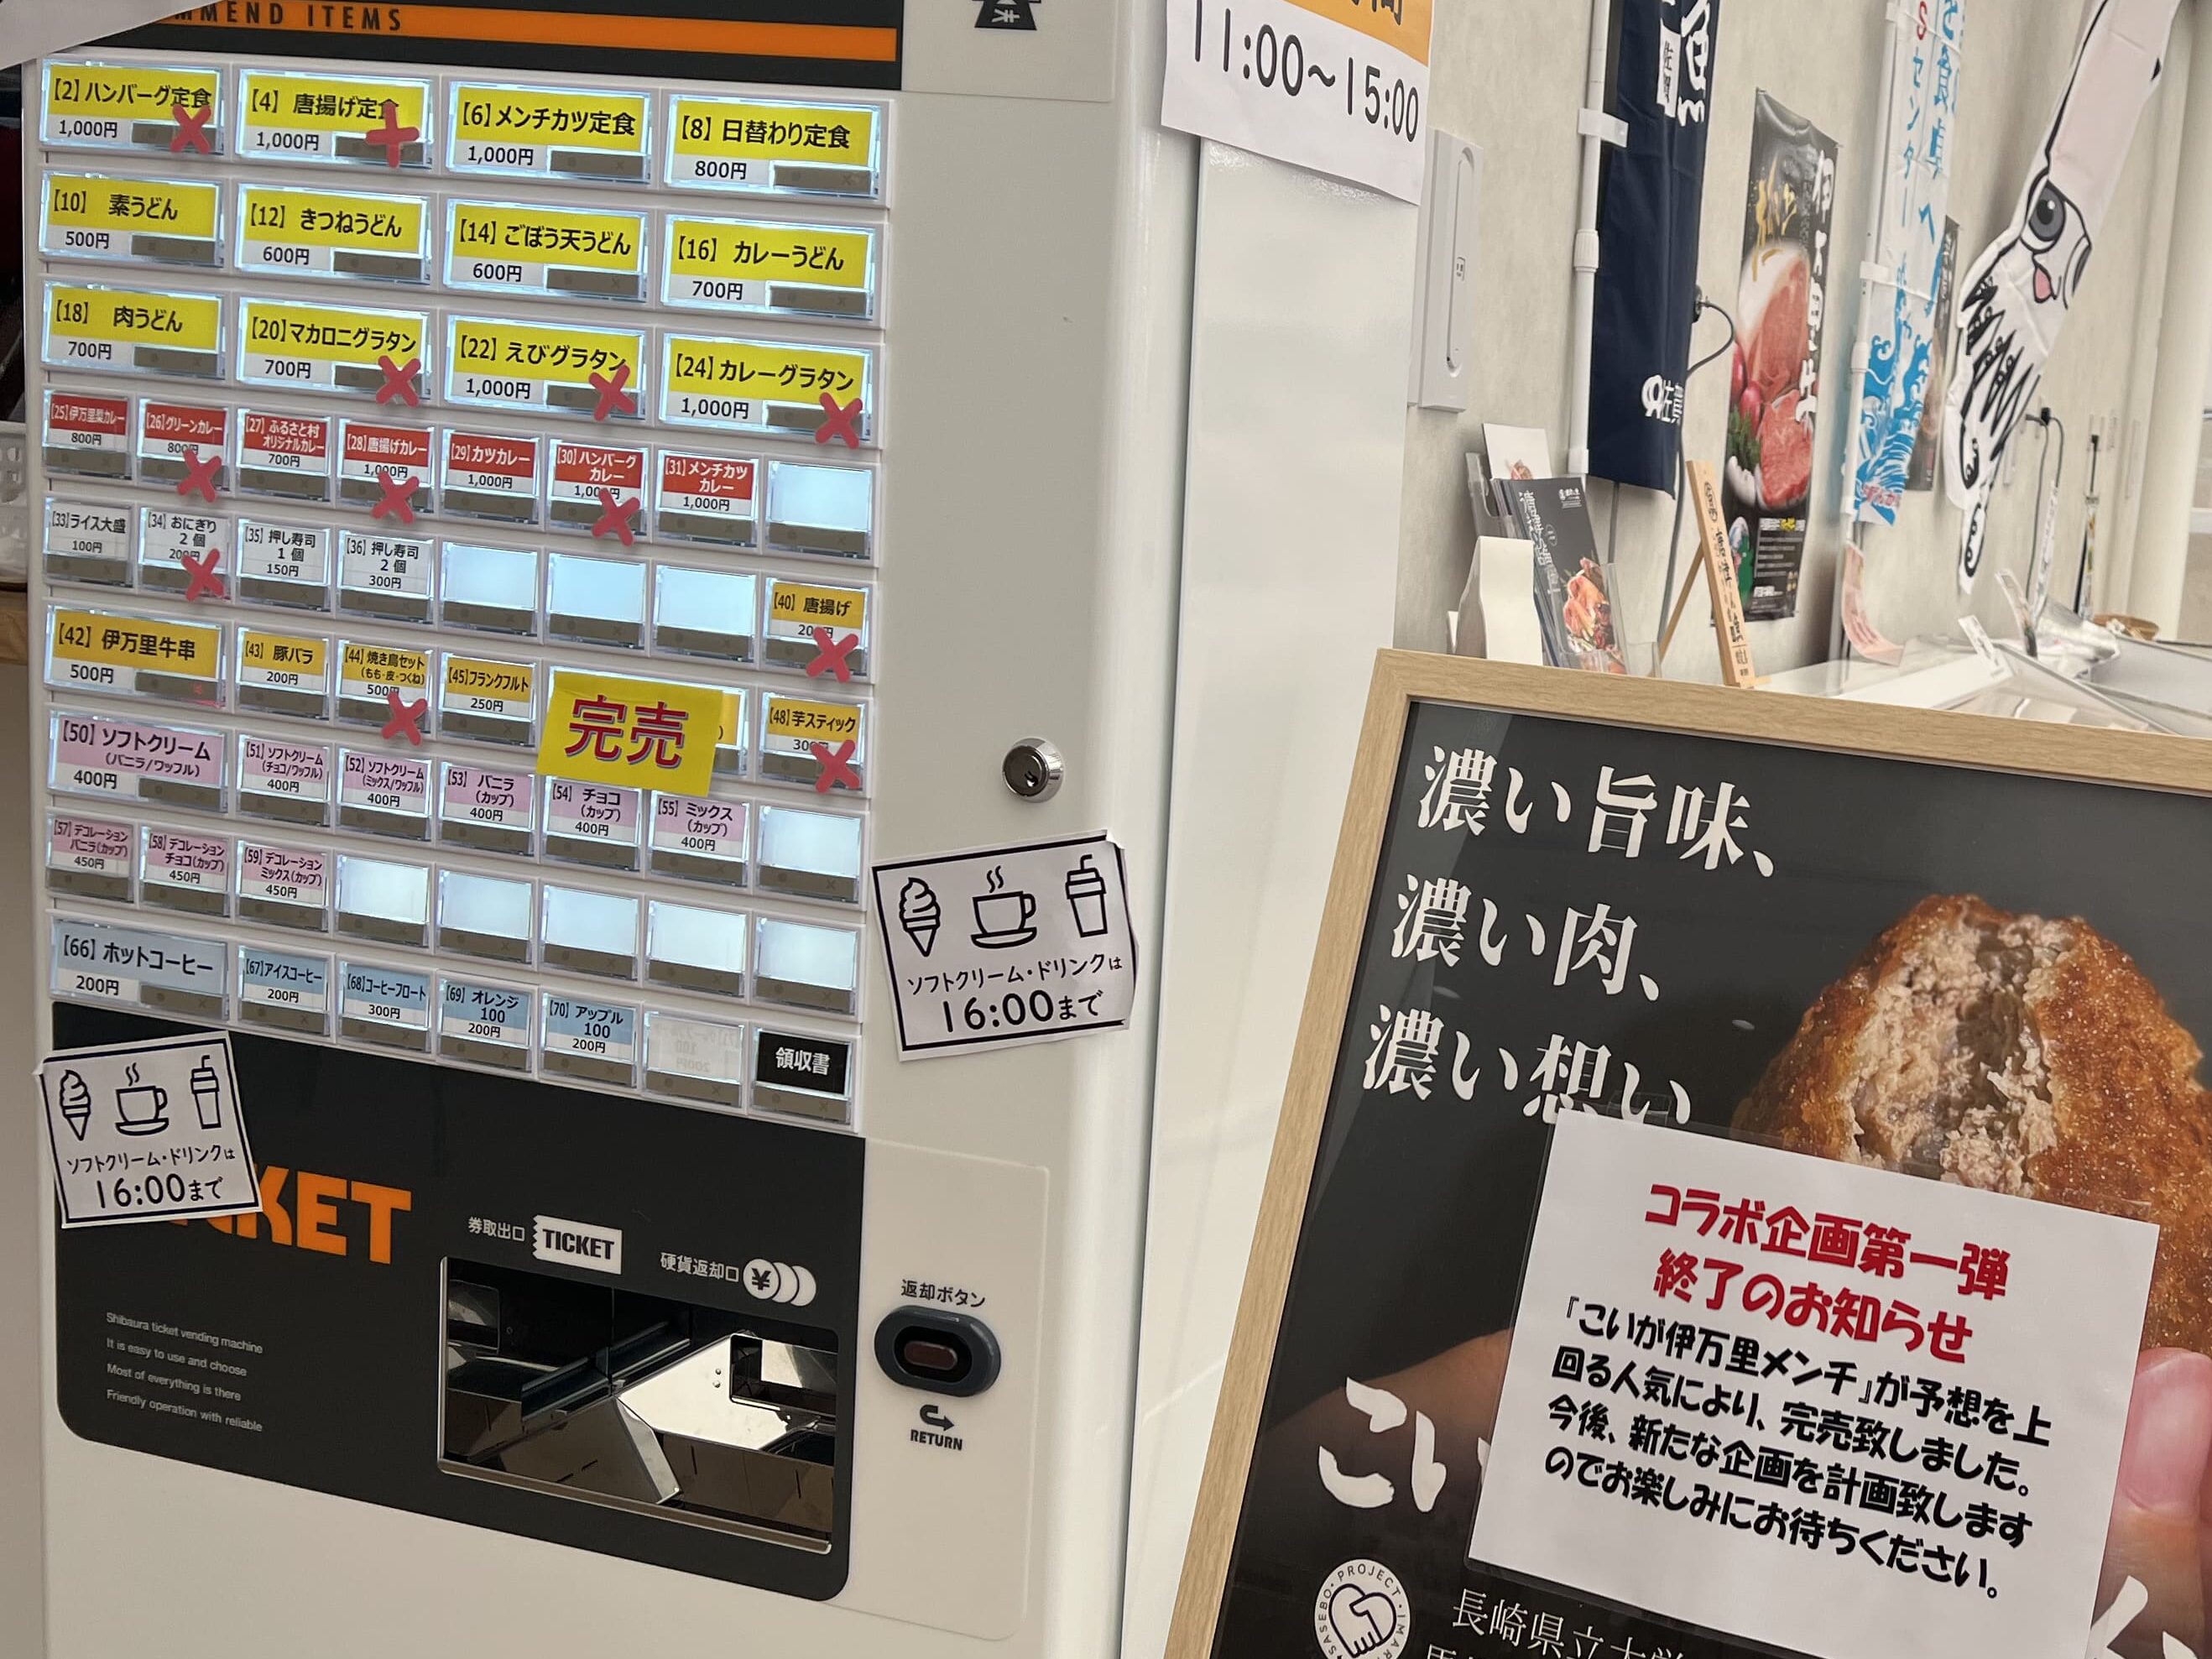 MMEND ITEMS
【2】ハンバーグ定食
1,000円
【4】 唐揚げ定食
1,000円
【6】メンチカツ定食
1,000円
【8】 日替わり定食
800円
【10】 素うどん
500円
【12】 きつねうどん
600円
【14】ごぼう天うどん
600円
【16】 カレーうどん
700円
【18】 肉うどん
700円
【20】マカロニグラタン
700円
【22】 えびグラタン
1,000円
【24】カレーグラタン
1,000円
【25】伊万里梨カレー
800円
【26】グリーンカレー
800円
【27】ふるさと村
オリジナルカレー
700円
【28】唐揚げカレー
1,000円
【29】カツカレー
1,000円
【30】ハンバーグ
カレー
【31】メンチカツ
カレー
1,000円
【33】ライス大盛
100円
【34】おにぎり
2個
200円
【35】押し寿司
1個
150円
【36】押し寿司
2個
300円
【40】唐揚げ
【42】 伊万里牛串
500円
【43】 豚バラ
200円
【44】焼き鳥セット
(もも・皮・つくね)
500円
【45】フランクフルト
250円
完売
【48】芋スティック
【50】ソフトクリーム
(バニラ/ワッフル)
400円
【51】ソフトクリーム
(チョコ/ワッフル)
400円
【52】ソフトクリーム
(ミックス/ワッフル)
400円
【53】 バニラ
(カップ)
400円
【54】 チョコ
(カップ)
400円
【55】ミックス
(カップ)
400円
【57】デコレーション
バニラ(カップ)
450円
【58】デコレーション
チョコ(カップ)
450円
【59】デコレーション
ミックス(カップ)
450円
【66】ホットコーヒー
200円
【67】アイスコーヒー
200円
【68】コーヒーフロート
300円
【69】オレンジ
100
200円
【70】アップル
100
200円
領収書
ソフトクリーム・ドリンクは
16:00まで
ソフトクリーム・ドリンクは
16:00まで
KET
券取出口 TICKET
硬貨返却口 ¥
返却ボタン
RETURN
Shibaura ticket vending machine
It is easy to use and choose
Most of everything is there
Friendly operation with reliable
11:00〜15:00
濃い旨味、
濃い肉、
濃い想い
コラボ企画第一弾
終了のお知らせ
『こいが伊万里メンチ』が予想を上
回る人気により、完売致しました。
今後、新たな企画を計画致します
のでお楽しみにお待ちください。
こい
SASEBO・PROJECT・IMARI
長崎県立大学